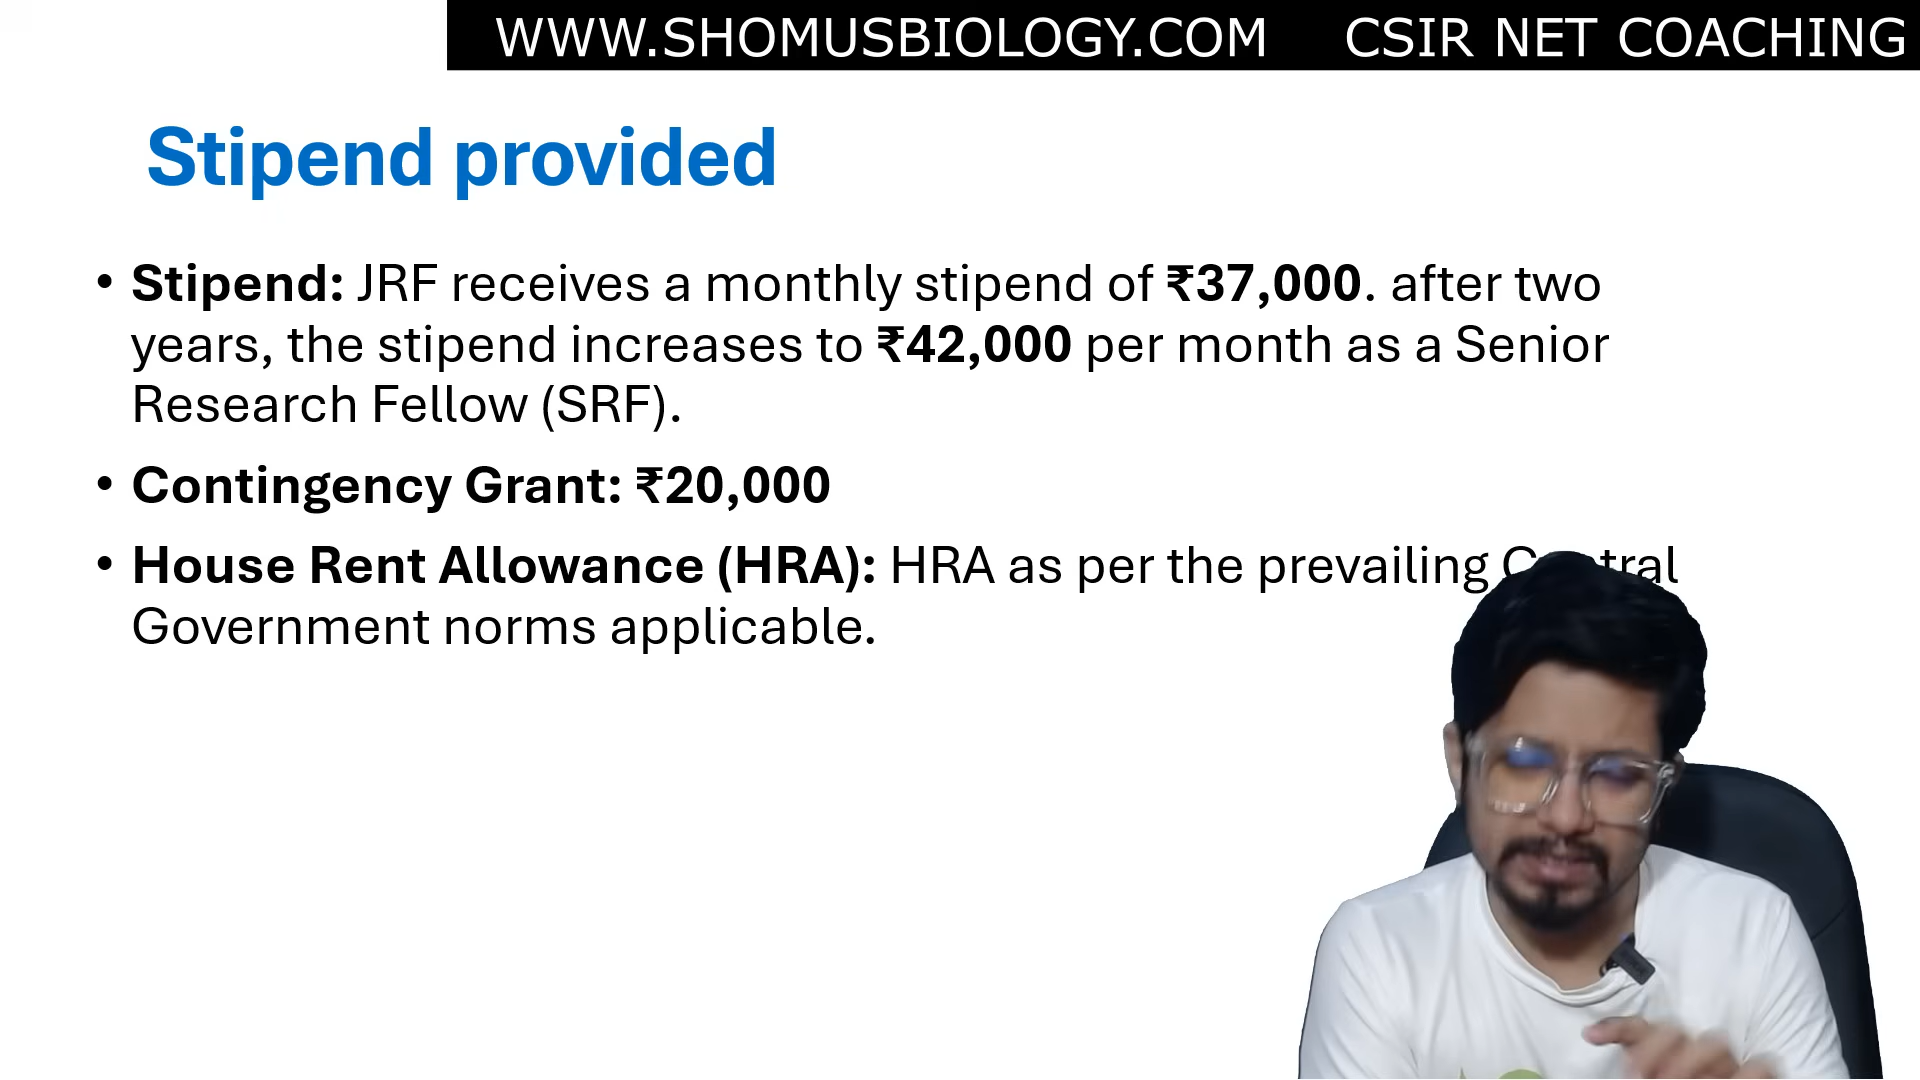 WWW.SHOMUSBIOLOGY.COM CSIR NET COACHING
Stipend provided
• Stipend: JRF receives a monthly stipend of ₹37,000. after two
years, the stipend increases to ₹42,000 per month as a Senior
Research Fellow (SRF).
• Contingency Grant: ₹20,000
• House Rent Allowance (HRA): HRA as per the prevailing Central
Government norms applicable.